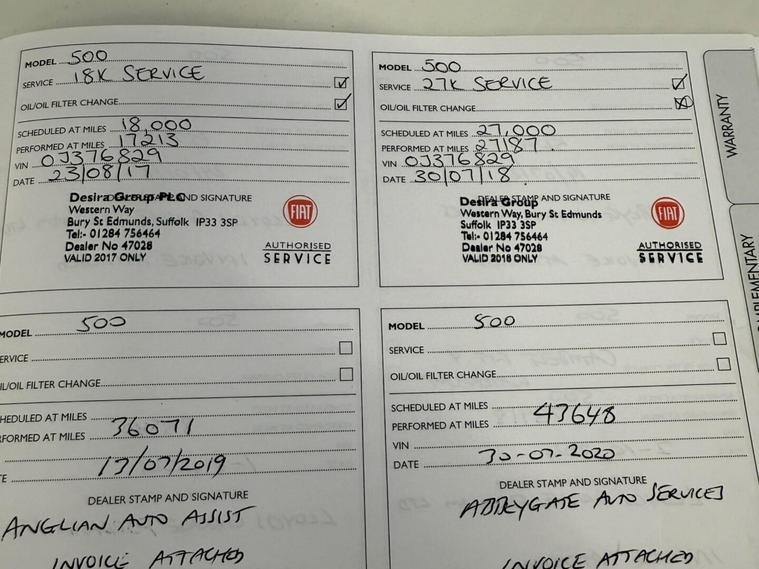 MODEL 500
SERVICE 18K SERVICE
OIL/OIL FILTER CHANGE
SCHEDULED AT MILES 18,000
PERFORMED AT MILES 17213
VIN 0J376829
DATE 23/08/17
DEALER STAMP AND SIGNATURE
Desira Group PLC
Western Way
Bury St Edmunds, Suffolk IP33 3SP
Tel:- 01284 756464
Dealer No 47028
VALID 2017 ONLY
FIAT
AUTHORISED
SERVICE
MODEL 500
SERVICE 27K SERVICE
OIL/OIL FILTER CHANGE
SCHEDULED AT MILES 27,000
PERFORMED AT MILES 27187
VIN 0J376829
DATE 30/07/18
DEALER STAMP AND SIGNATURE
Desira Group
Western Way, Bury St Edmunds
Suffolk IP33 3SP
Tel:- 01284 756464
Dealer No 47028
VALID 2018 ONLY
FIAT
AUTHORISED
SERVICE
WARRANTY
MODEL 500
ERVICE
IL/OIL FILTER CHANGE
HEDULED AT MILES
RFORMED AT MILES 36071
TE 17/07/2019
DEALER STAMP AND SIGNATURE
ANGLIAN AUTO ASSIST
INVOICE ATTACHED
MODEL 500
SERVICE
OIL/OIL FILTER CHANGE
SCHEDULED AT MILES
PERFORMED AT MILES 43648
VIN
DATE 30-07-2020
DEALER STAMP AND SIGNATURE
ABBEYGATE AUTO SERVICES
INVOICE ATTACHED